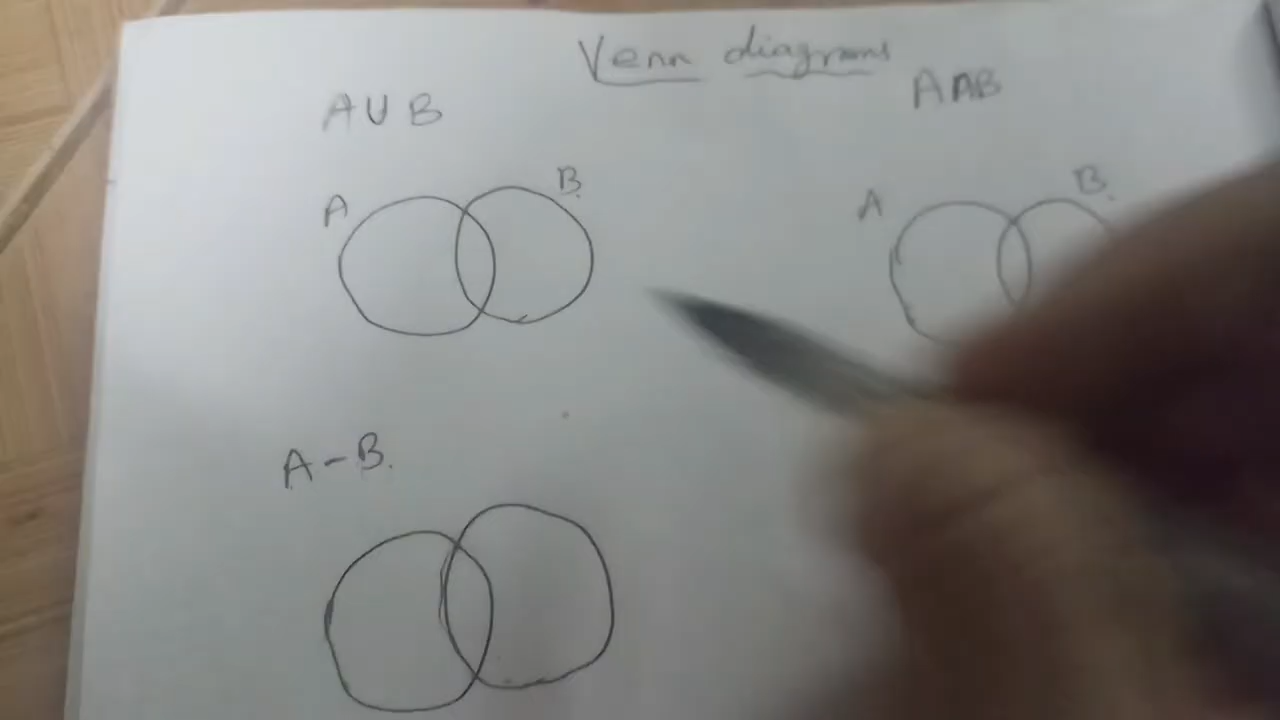 Venn diagrams
A ∪ B
A ∩ B
A B.
A B.
A - B.